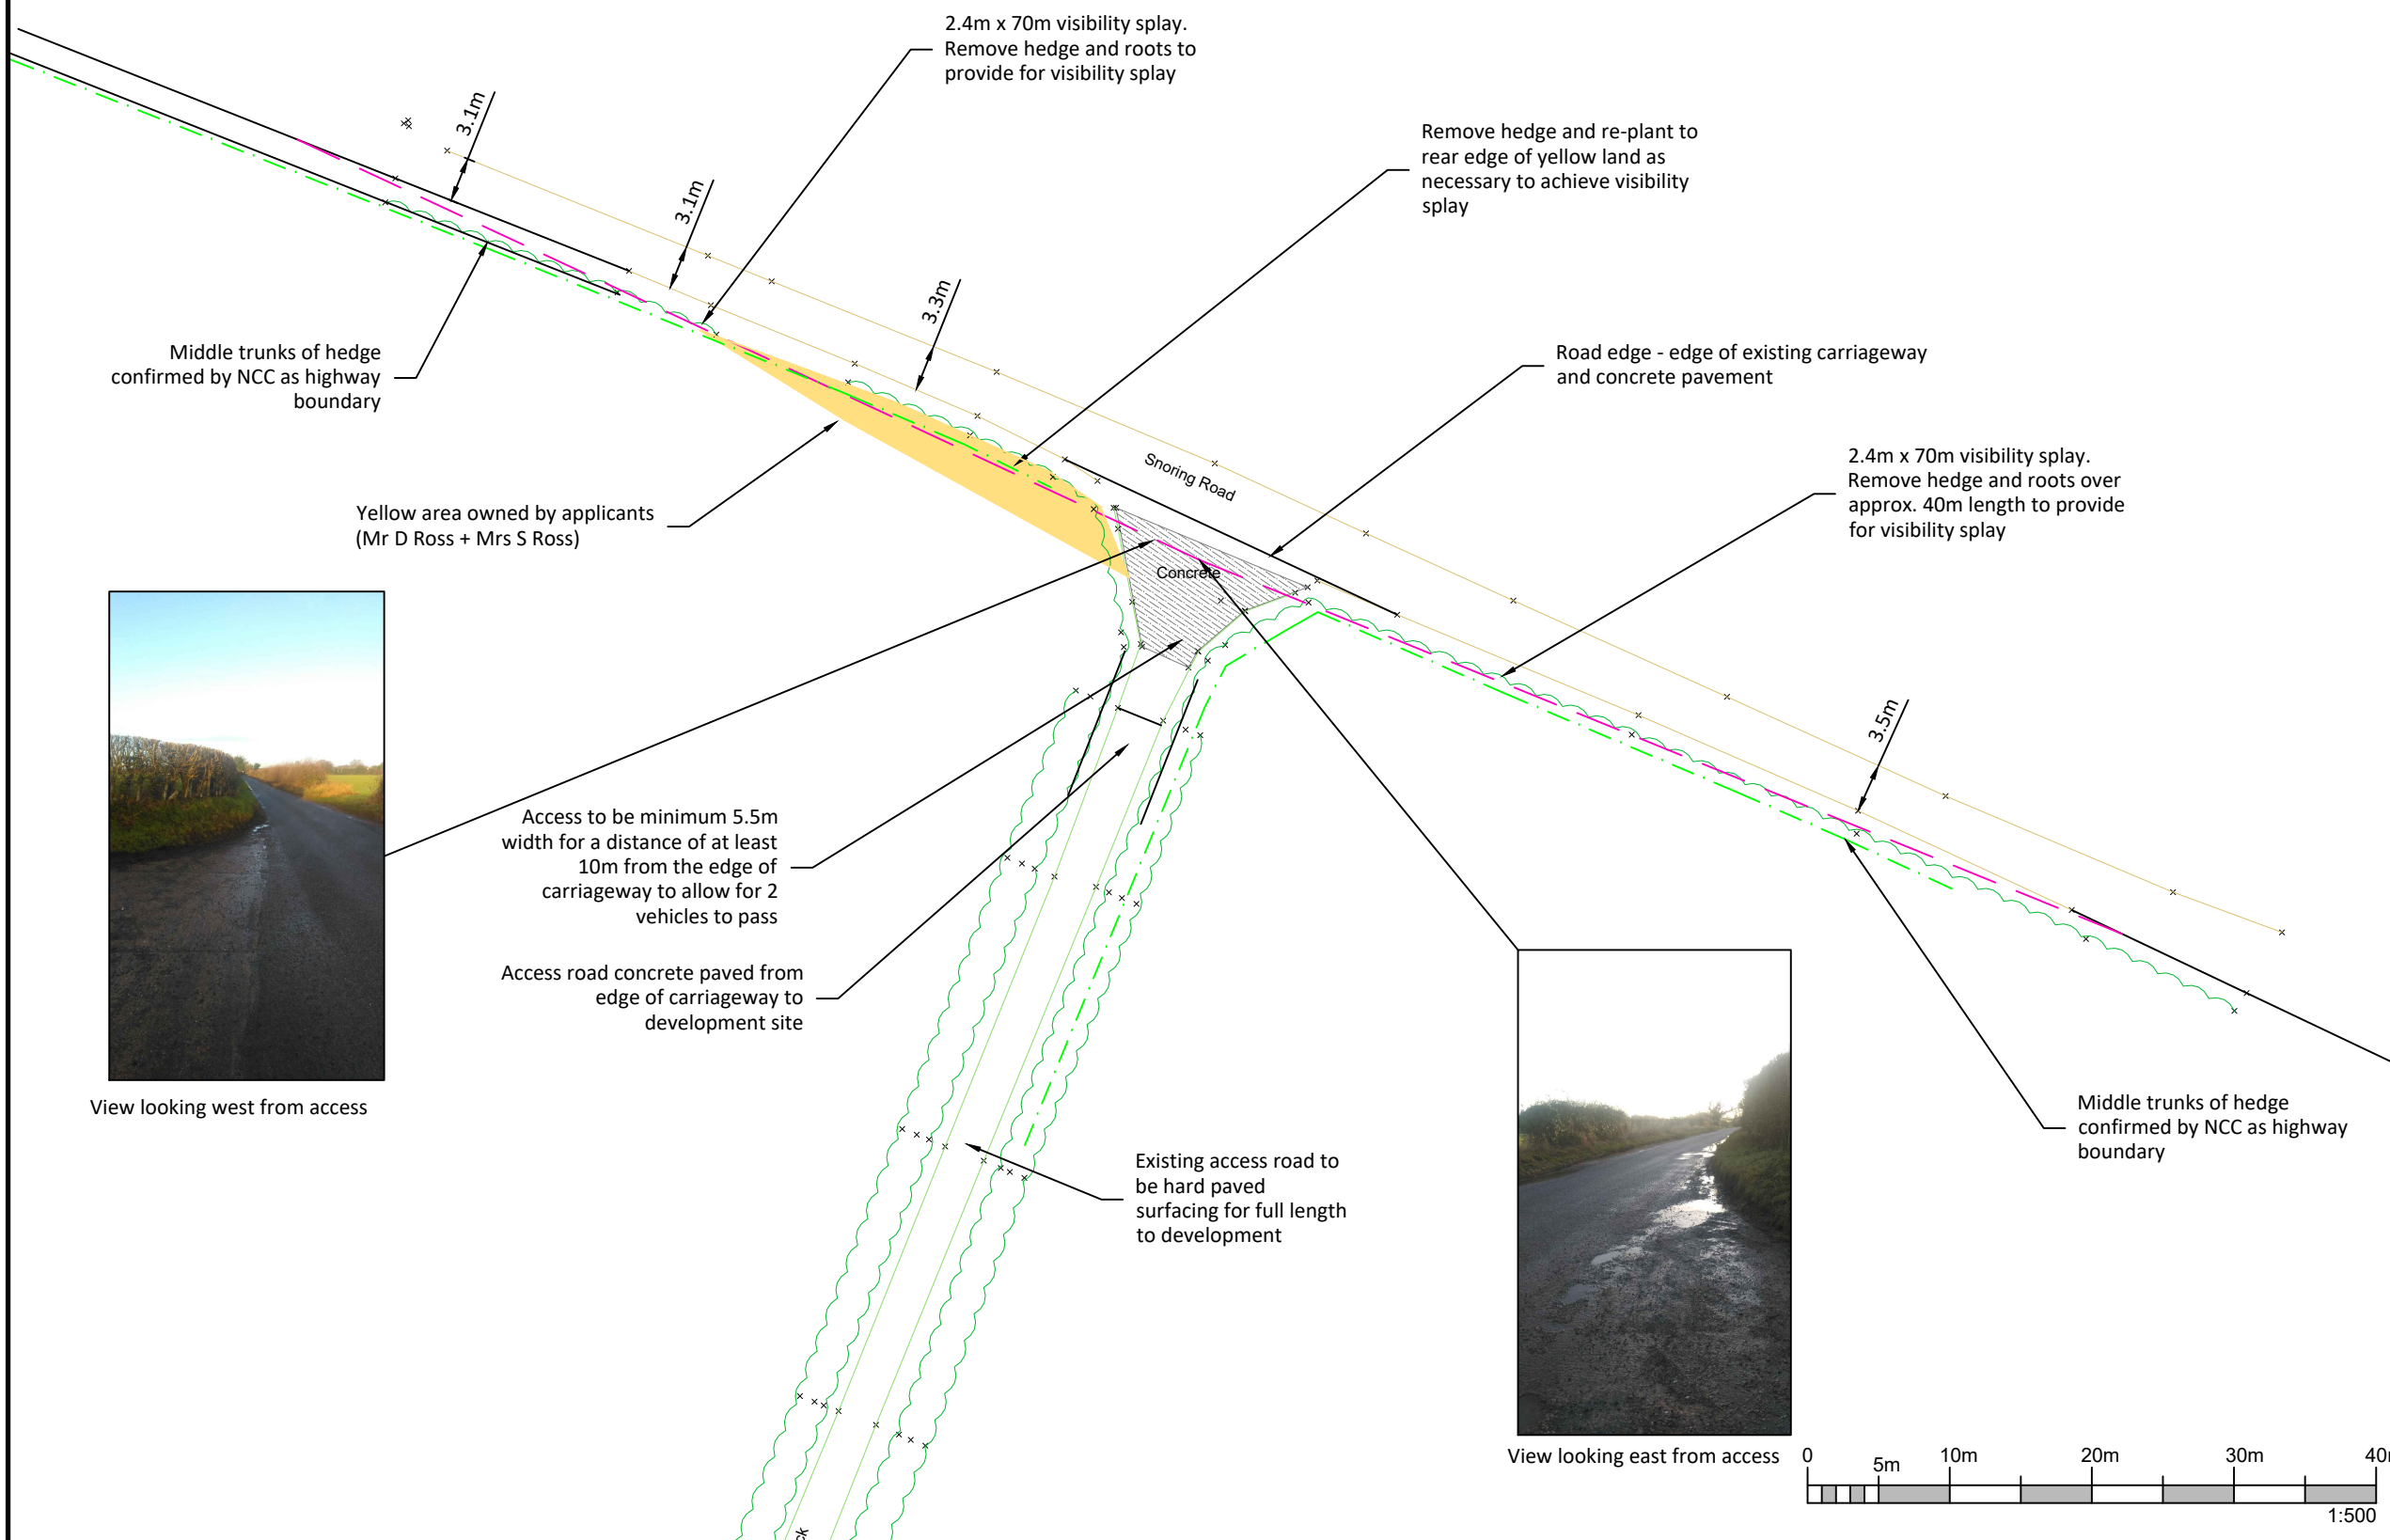 2.4m x 70m visibility splay.
Remove hedge and roots to
provide for visibility splay
3.1m
3.1m
3.3m
Remove hedge and re-plant to
rear edge of yellow land as
necessary to achieve visibility
splay
Middle trunks of hedge
confirmed by NCC as highway
boundary
Road edge - edge of existing carriageway
and concrete pavement
Snoring Road
2.4m x 70m visibility splay.
Remove hedge and roots over
approx. 40m length to provide
for visibility splay
Yellow area owned by applicants
(Mr D Ross + Mrs S Ross)
Concrete
3.5m
Access to be minimum 5.5m
width for a distance of at least
10m from the edge of
carriageway to allow for 2
vehicles to pass
Access road concrete paved from
edge of carriageway to
development site
View looking west from access
Middle trunks of hedge
confirmed by NCC as highway
boundary
Existing access road to
be hard paved
surfacing for full length
to development
View looking east from access
0 5m 10m 20m 30m 40
1:500
ck